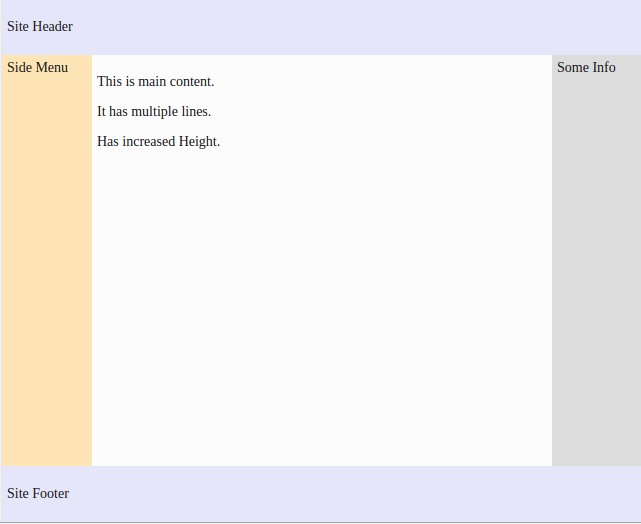 Site Header
Side Menu
This is main content.
It has multiple lines.
Has increased Height.
Some Info
Site Footer